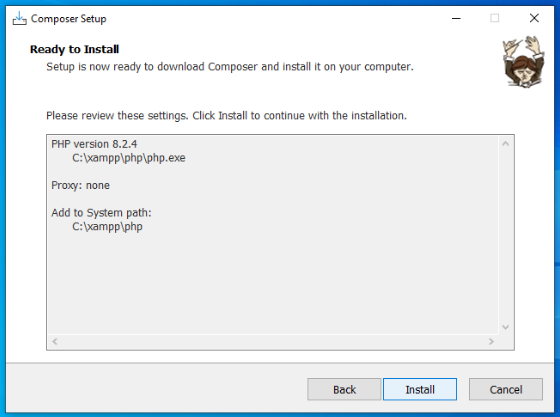 Composer Setup
Ready to Install
Setup is now ready to download Composer and install it on your computer.
Please review these settings. Click Install to continue with the installation.
PHP version 8.2.4
C:\xampp\php\php.exe
Proxy: none
Add to System path:
C:\xampp\php
Back
Install
Cancel